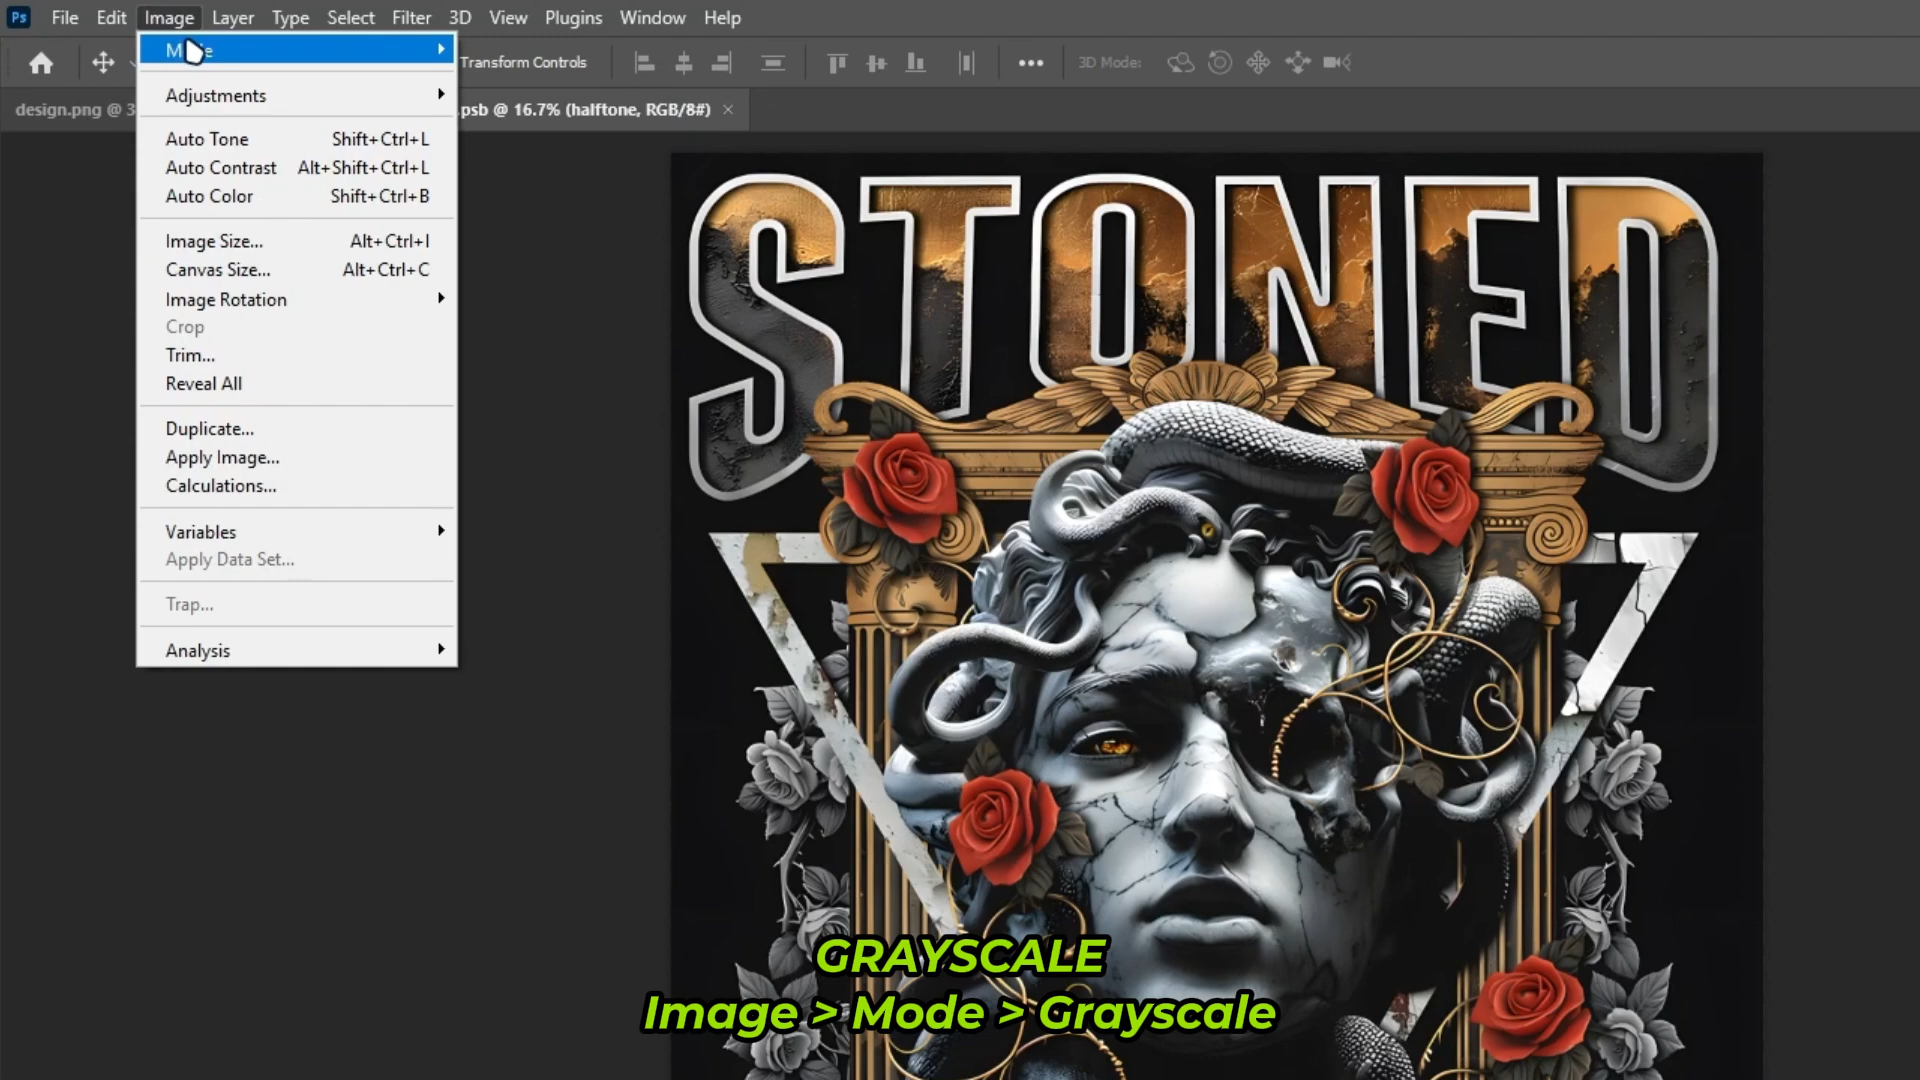 Ps File Edit Image Layer Type Select Filter 3D View Plugins Window Help
Transform Controls 3D Mode:
design.png @ 3
.psb @ 16.7% (halftone, RGB/8#)
Adjustments
Auto Tone Shift+Ctrl+L
Auto Contrast Alt+Shift+Ctrl+L
Auto Color Shift+Ctrl+B
Image Size... Alt+Ctrl+I
Canvas Size... Alt+Ctrl+C
Image Rotation
Crop
Trim...
Reveal All
Duplicate...
Apply Image...
Calculations...
Variables
Apply Data Set...
Trap...
Analysis
STONED
GRAYSCALE
Image > Mode > Grayscale